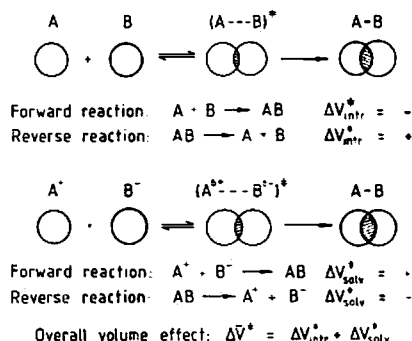 A B (A---B)* A-B
+
Forward reaction: A + B → AB ΔV*intr = -
Reverse reaction: AB → A + B ΔV*intr = +
A+ B- (Aδ+---Bδ-)* A-B
Forward reaction: A+ + B- → AB ΔV*solv = +
Reverse reaction: AB → A+ + B- ΔV*solv = -
Overall volume effect: ΔV̄* = ΔV*intr + ΔV*solv